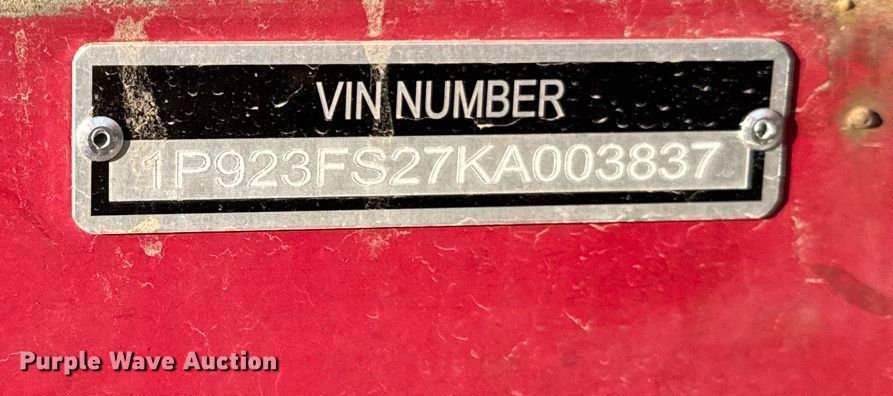 VIN NUMBER
1P923FS27KA003837
Purple Wave Auction